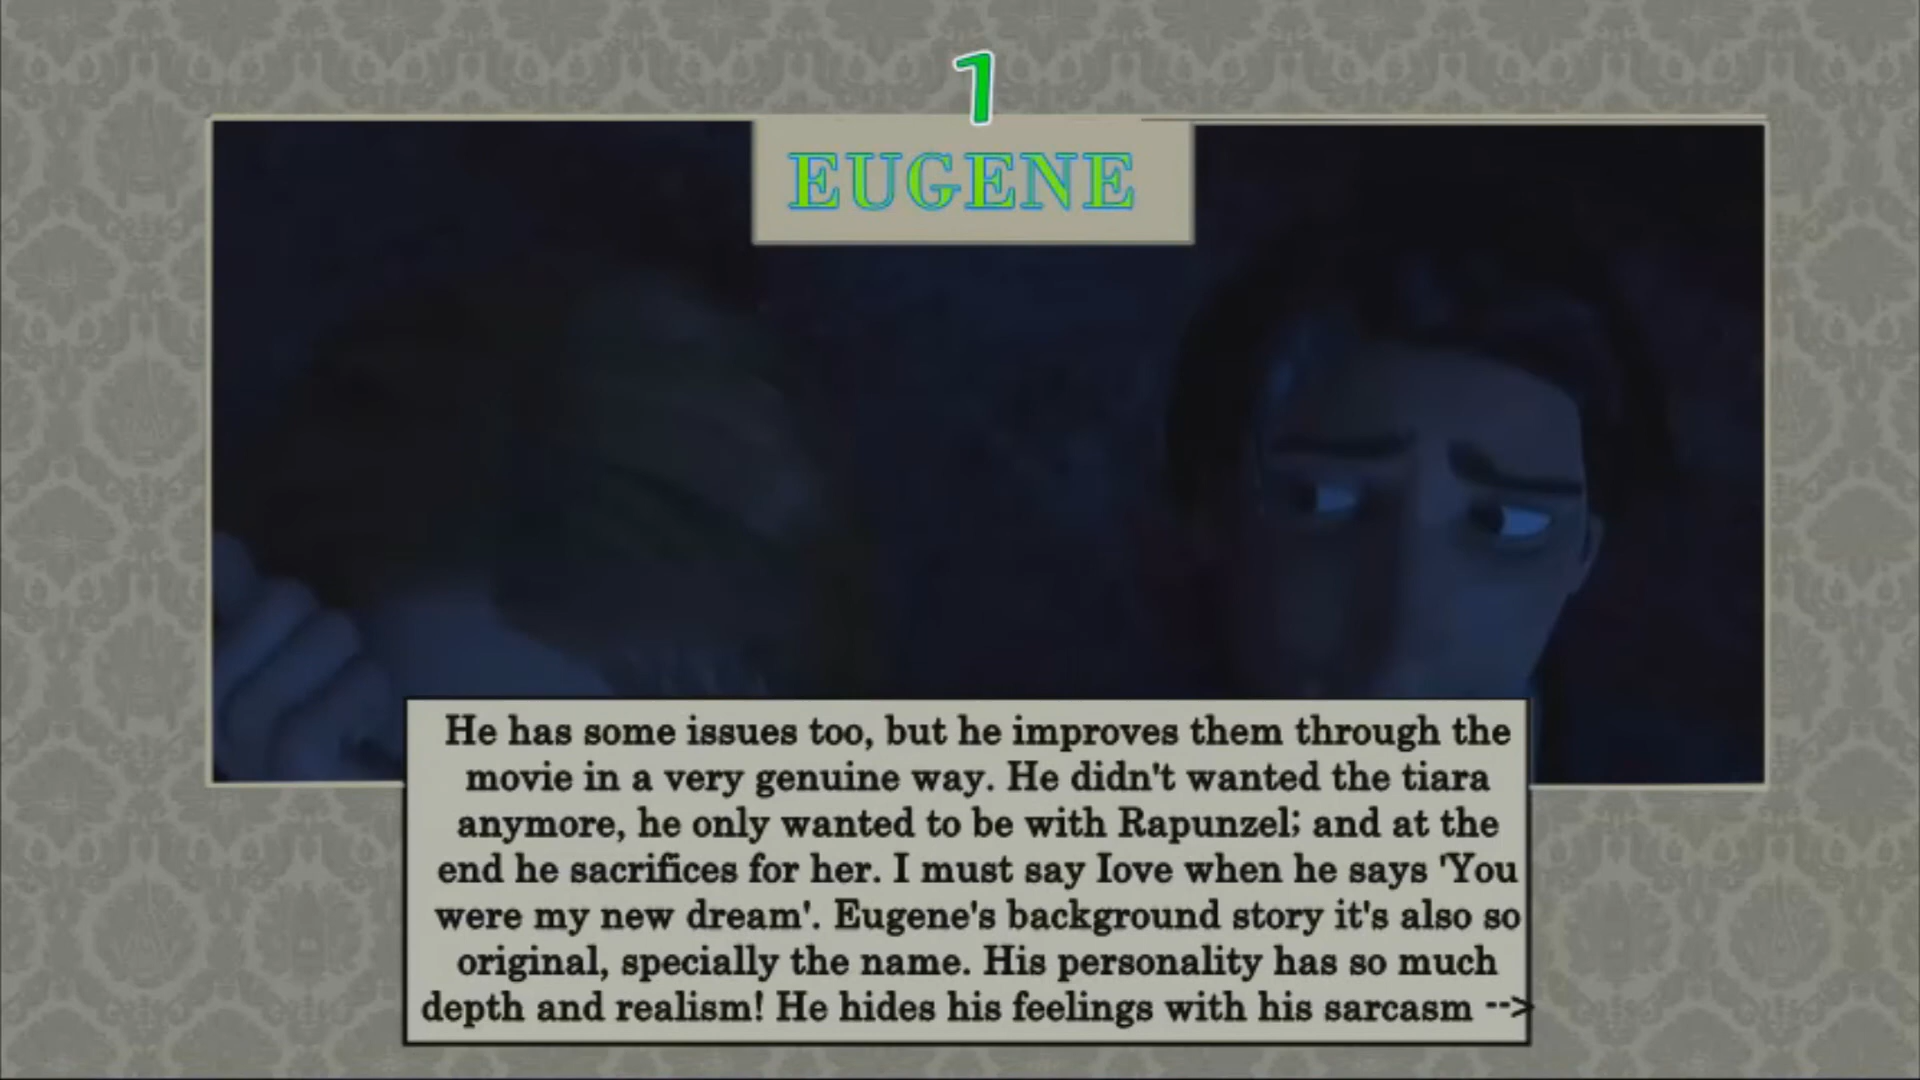 1
EUGENE
He has some issues too, but he improves them through the
movie in a very genuine way. He didn't wanted the tiara
anymore, he only wanted to be with Rapunzel; and at the
end he sacrifices for her. I must say Iove when he says 'You
were my new dream'. Eugene's background story it's also so
original, specially the name. His personality has so much
depth and realism! He hides his feelings with his sarcasm -->